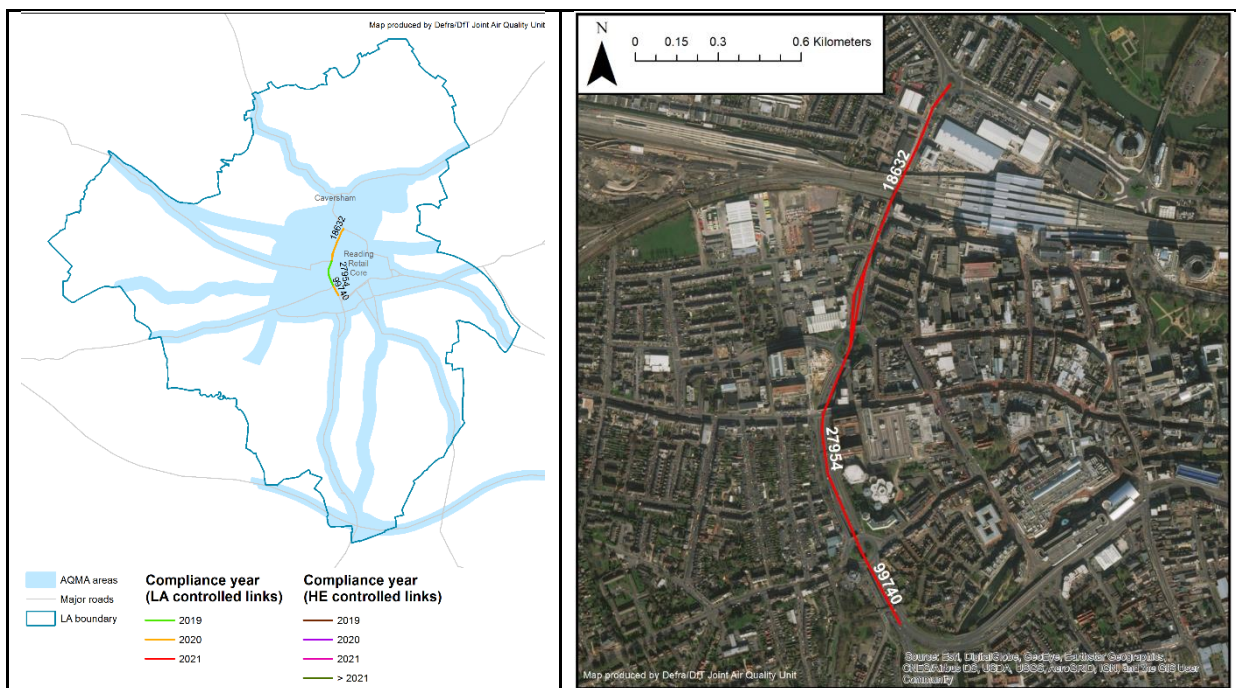 Map produced by Defra/DfT Joint Air Quality Unit
Caversham
18632
Reading
Retail
Core
27954
99740
AQMA areas
Major roads
LA boundary
Compliance year
(LA controlled links)
2019
2020
2021
Compliance year
(HE controlled links)
2019
2020
2021
> 2021
N
0 0.15 0.3 0.6 Kilometers
18632
27954
99740
Map produced by Defra/DfT Joint Air Quality Unit
Source: Esri, DigitalGlobe, GeoEye, Earthstar Geographics,
CNES/Airbus DS, USDA, USGS, AeroGRID, IGN, and the GIS User
Community